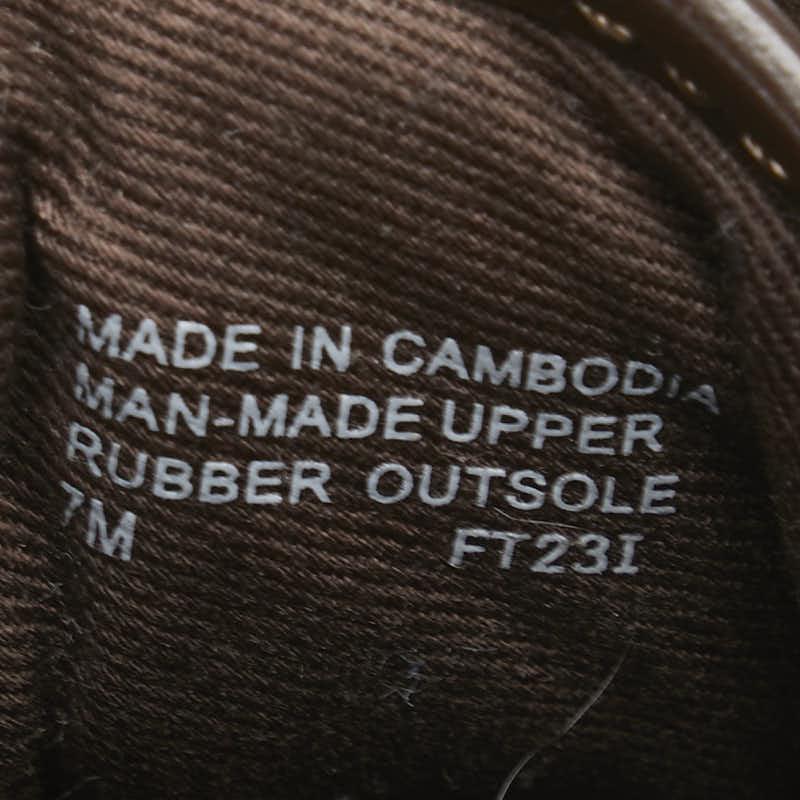 MADE IN CAMBODIA
MAN-MADE UPPER
RUBBER OUTSOLE
7M FT23I